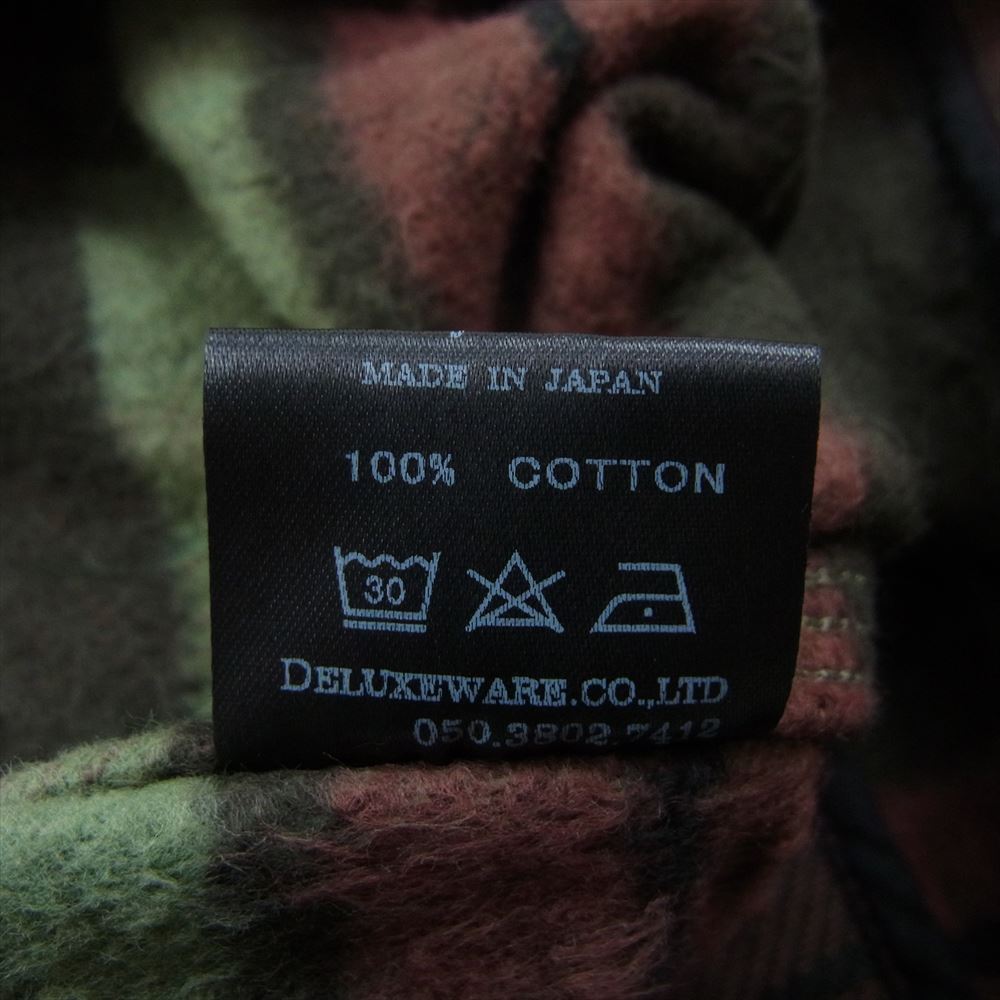 MADE IN JAPAN
100% COTTON
30
DELUXEWARE.CO.,LTD
050.3802.7412